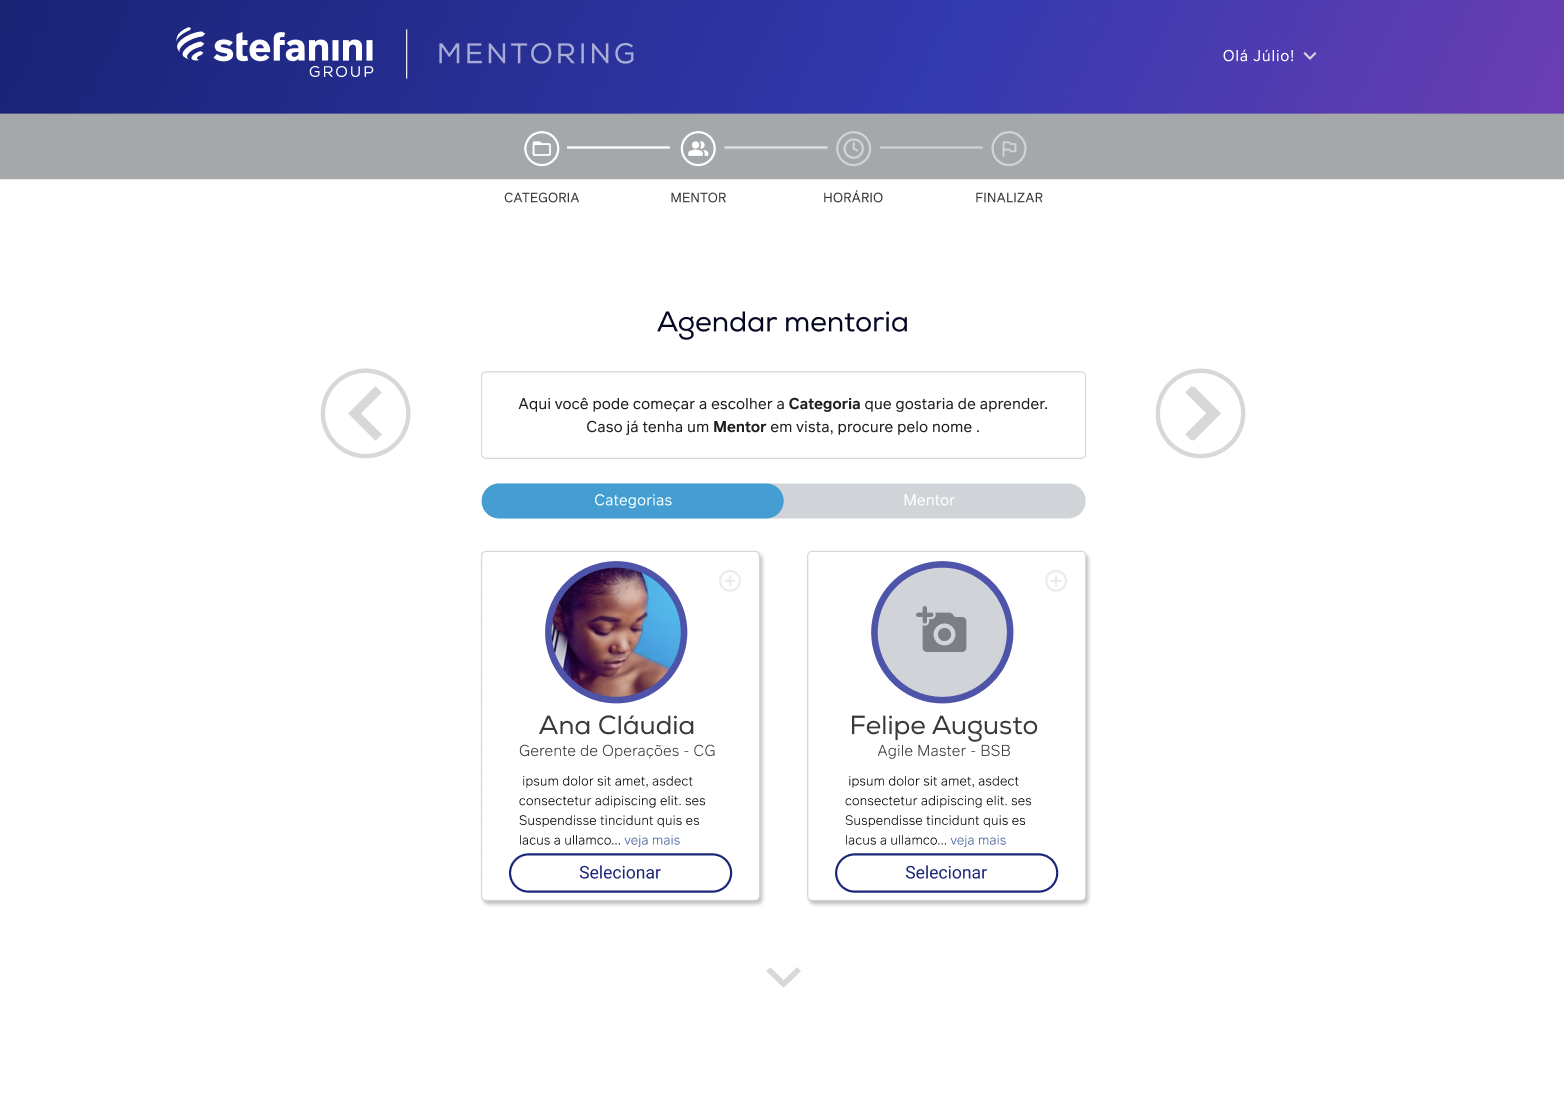 stefanini
GROUP
MENTORING
Olá Júlio!
CATEGORIA
MENTOR
HORÁRIO
FINALIZAR
Agendar mentoria
Aqui você pode começar a escolher a Categoria que gostaria de aprender.
Caso já tenha um Mentor em vista, procure pelo nome .
Categorias
Mentor
Ana Cláudia
Gerente de Operações - CG
ipsum dolor sit amet, asdect
consectetur adipiscing elit. ses
Suspendisse tincidunt quis es
lacus a ullamco... veja mais
Selecionar
Felipe Augusto
Agile Master - BSB
ipsum dolor sit amet, asdect
consectetur adipiscing elit. ses
Suspendisse tincidunt quis es
lacus a ullamco... veja mais
Selecionar